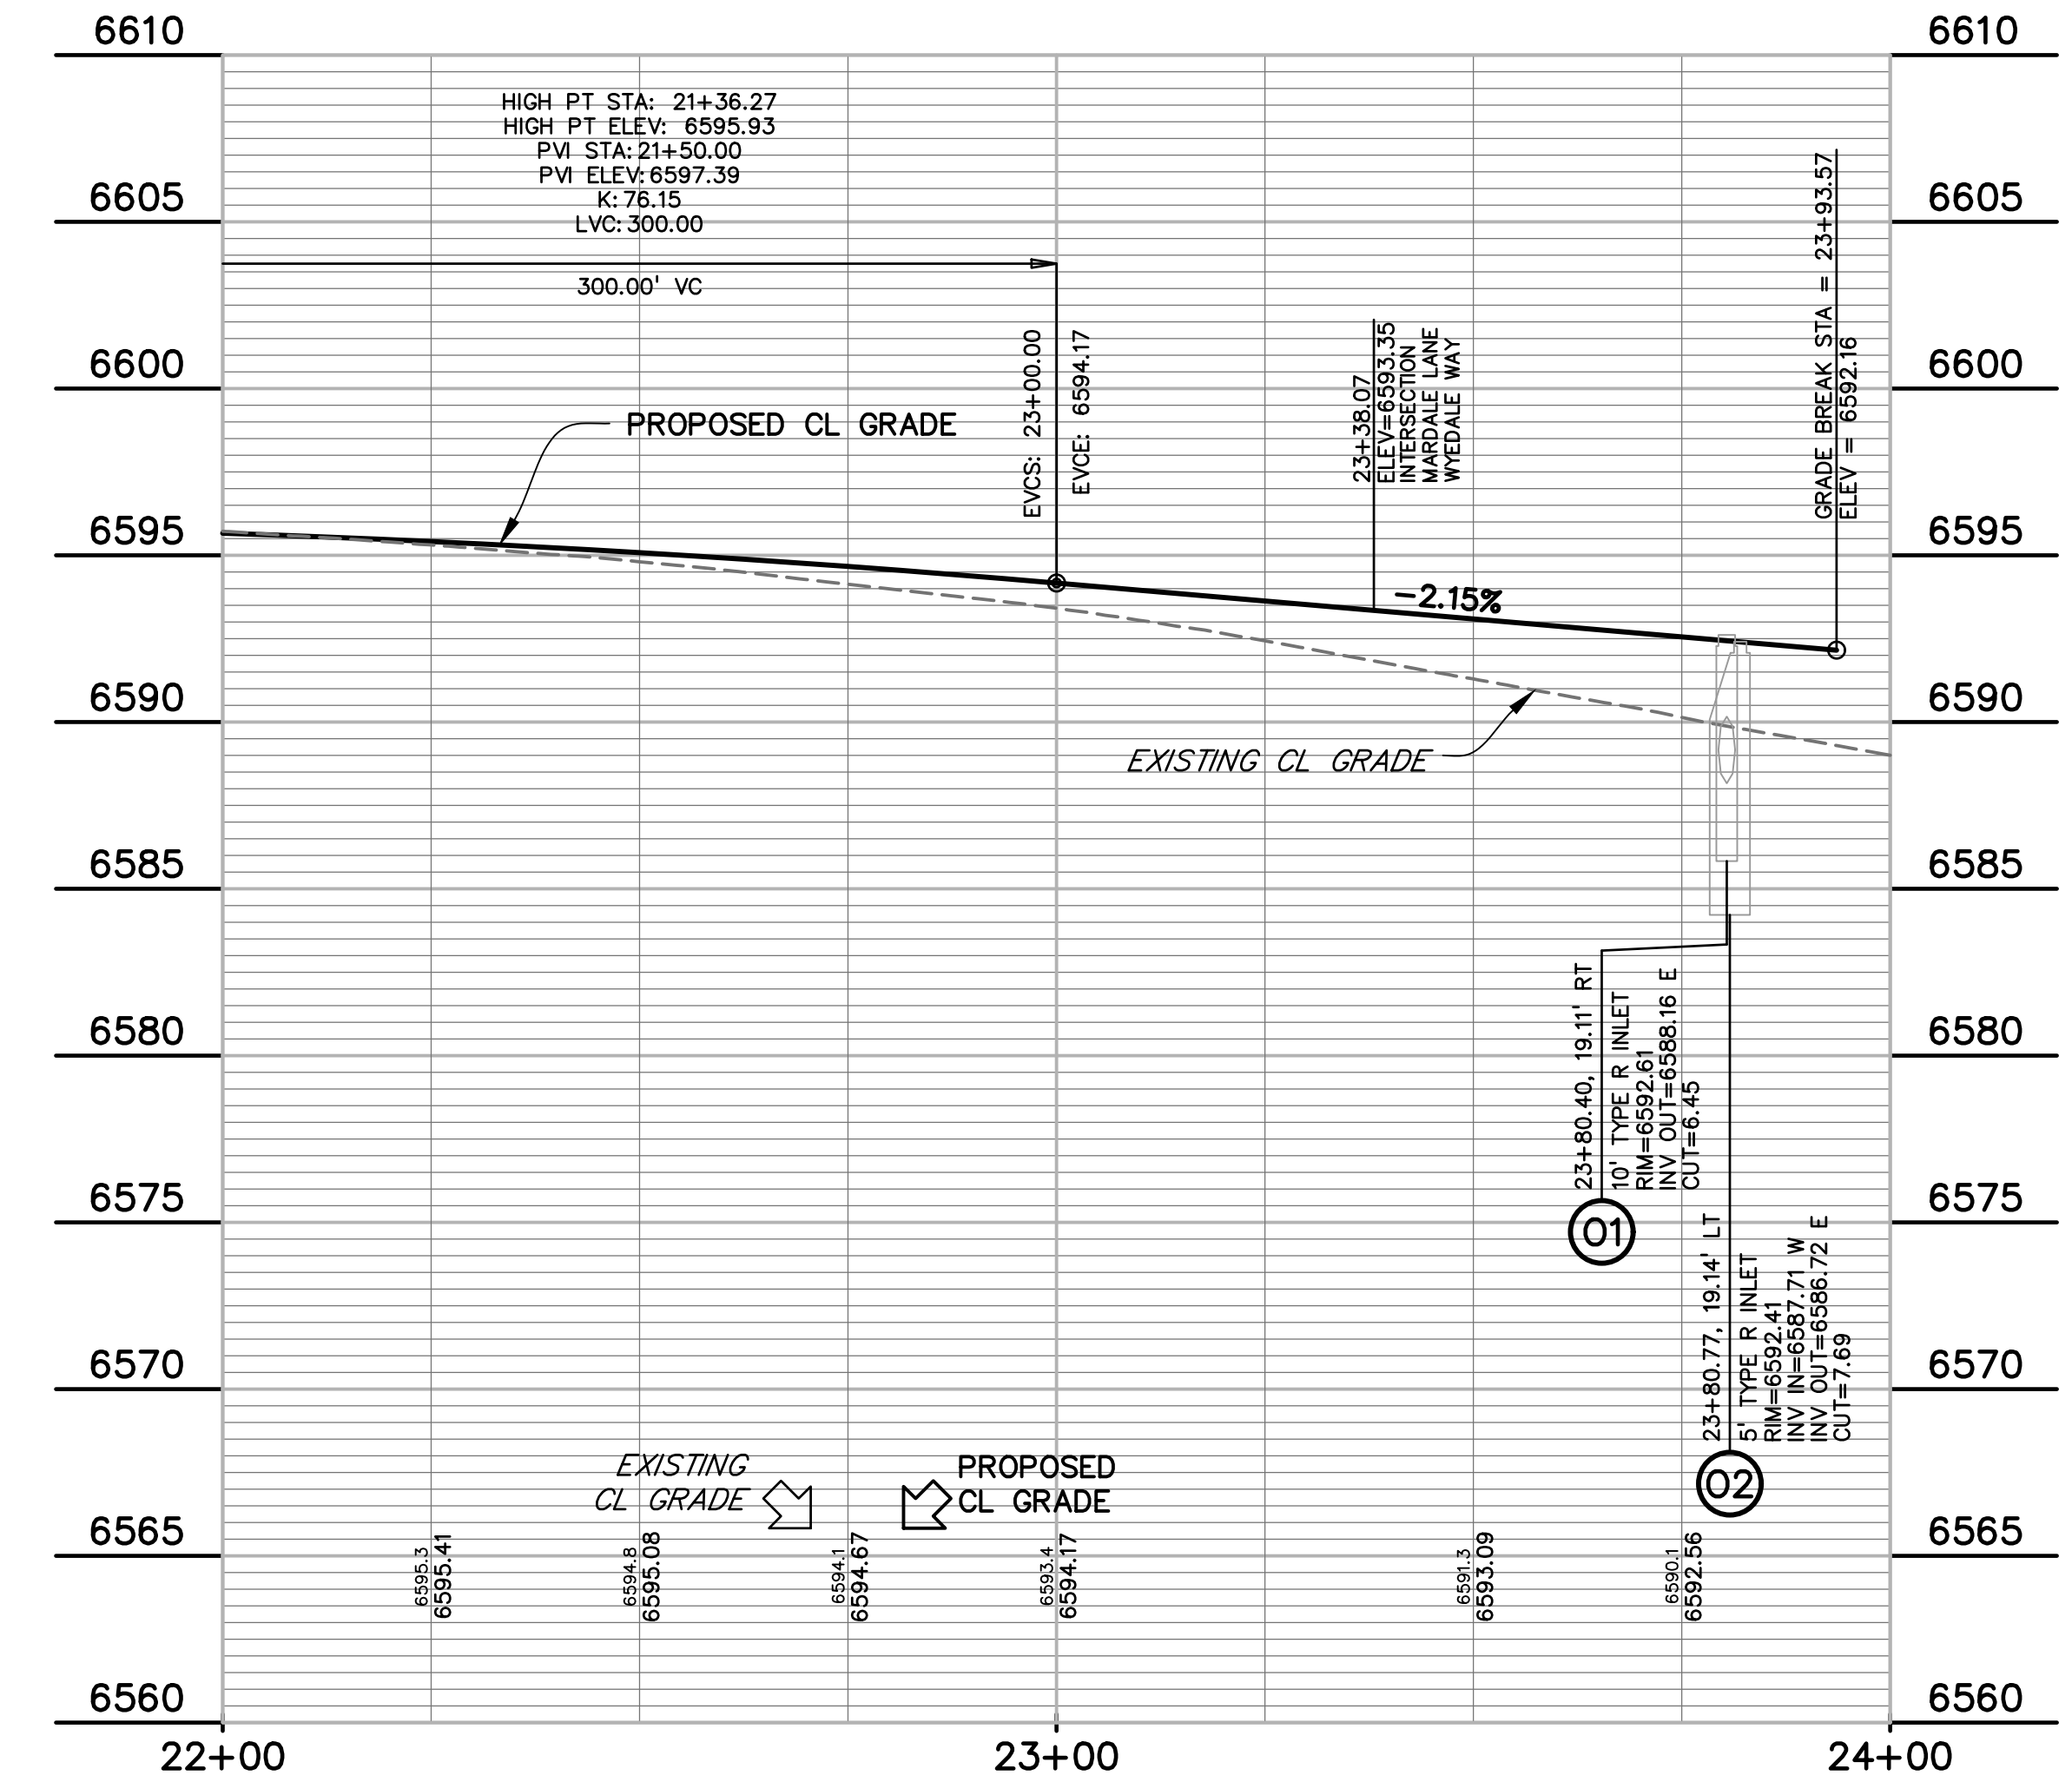 6610
6610
HIGH PT STA: 21+36.27
HIGH PT ELEV: 6595.93
PVI STA: 21+50.00
PVI ELEV: 6597.39
K: 76.15
LVC: 300.00
6605
6605
300.00' VC
EVCS: 23+00.00
EVCE: 6594.17
23+38.07
ELEV=6593.35
INTERSECTION
MARDALE LANE
WYEDALE WAY
GRADE BREAK STA = 23+93.57
ELEV = 6592.16
6600
6600
PROPOSED CL GRADE
6595
6595
-2.15%
6590
6590
EXISTING CL GRADE
6585
6585
6580
6580
23+80.40, 19.11' RT
10' TYPE R INLET
RIM=6592.61
INV OUT=6588.16 E
CUT=6.45
01
6575
6575
23+80.77, 19.14' LT
5' TYPE R INLET
RIM=6592.41
INV IN=6587.71 W
INV OUT=6586.72 E
CUT=7.69
02
6570
6570
EXISTING
CL GRADE
PROPOSED
CL GRADE
6565
6565
6595.3
6595.41
6594.8
6595.08
6594.1
6594.67
6593.4
6594.17
6591.3
6593.09
6590.1
6592.56
6560
6560
22+00
23+00
24+00